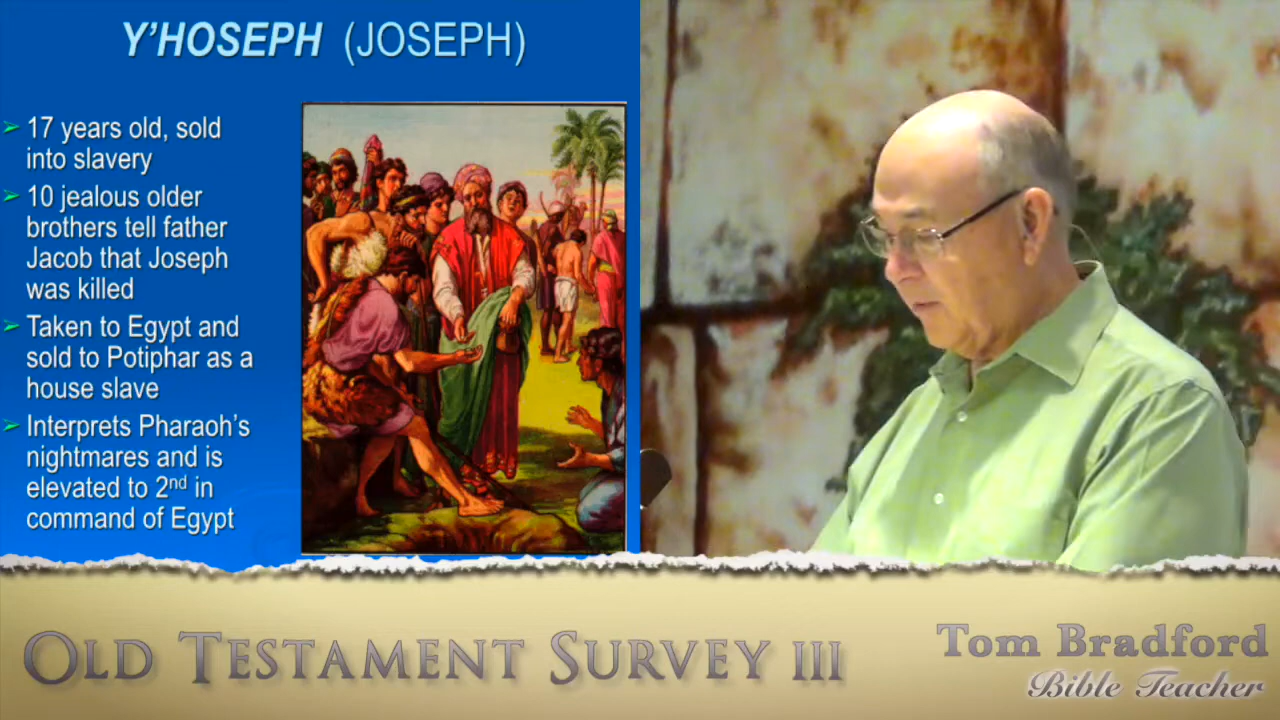 Y'HOSEPH (JOSEPH)
➢ 17 years old, sold
into slavery
➢ 10 jealous older
brothers tell father
Jacob that Joseph
was killed
➢ Taken to Egypt and
sold to Potiphar as a
house slave
➢ Interprets Pharaoh's
nightmares and is
elevated to 2nd in
command of Egypt
OLD TESTAMENT SURVEY III
Tom Bradford
Bible Teacher